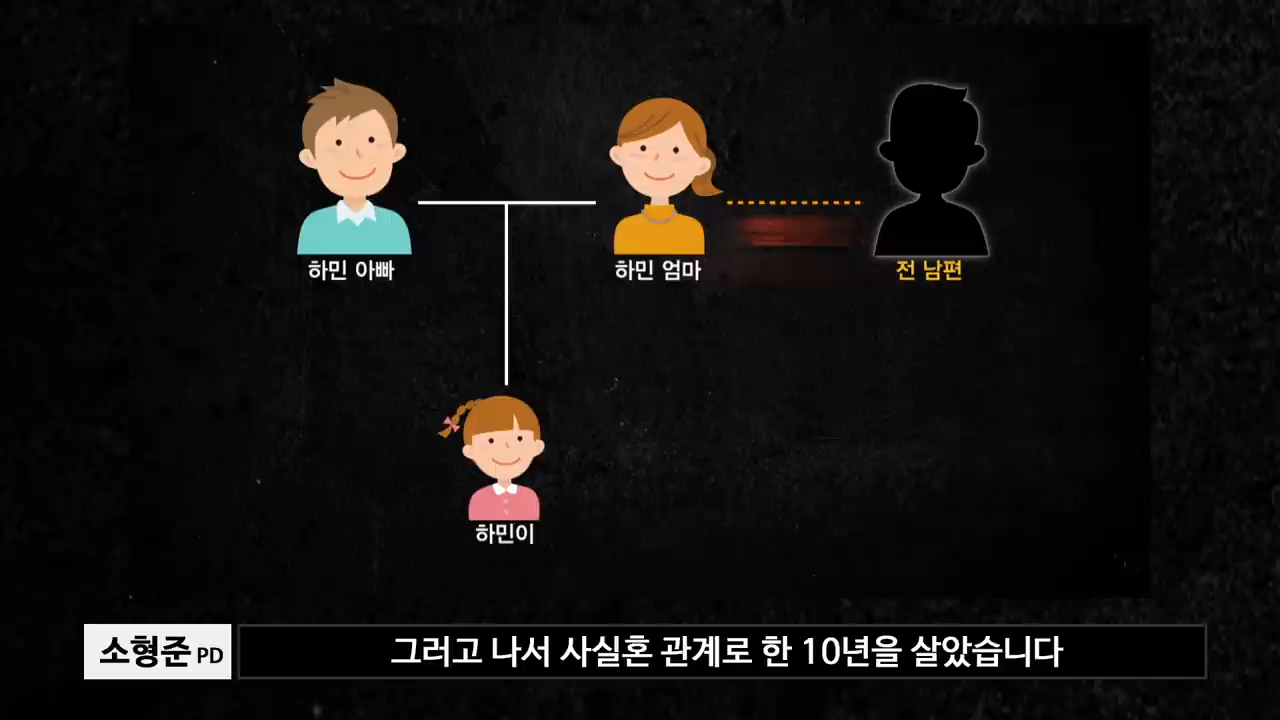 하민 아빠
하민 엄마
전 남편
하민이
소형준 PD
그러고 나서 사실혼 관계로 한 10년을 살았습니다